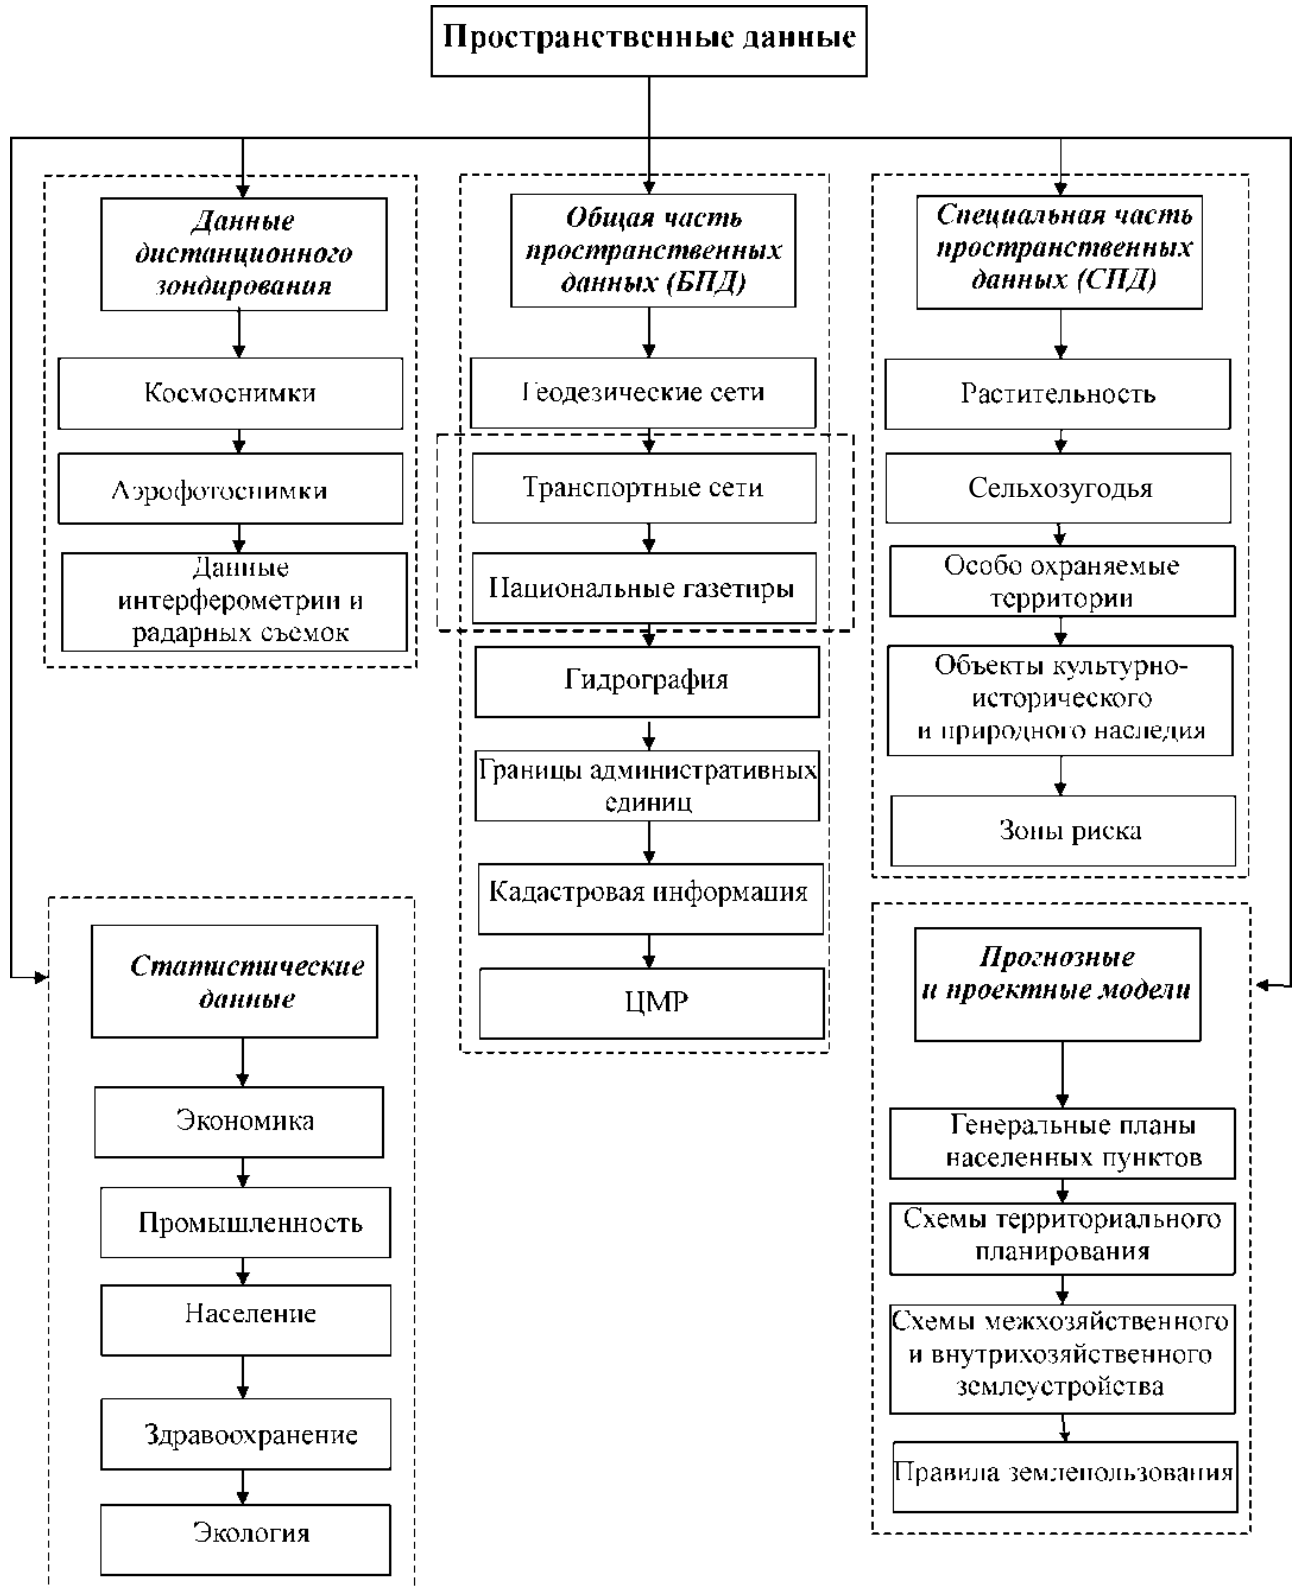 Пространственные данные
Данные
дистанционного
зондирования
Космоснимки
Аэрофотоснимки
Данные
интерферометрии и
радарных съемок
Общая часть
пространственных
данных (БПД)
Геодезические сети
Транспортные сети
Национальные газетиры
Гидрография
Границы административных
единиц
Кадастровая информация
ЦМР
Специальная часть
пространственных
данных (СПД)
Растительность
Сельхозугодья
Особо охраняемые
территории
Объекты культурно-
исторического
и природного наследия
Зоны риска
Статистические
данные
Экономика
Промышленность
Население
Здравоохранение
Экология
Прогнозные
и проектные модели
Генеральные планы
населенных пунктов
Схемы территориального
планирования
Схемы межхозяйственного
и внутрихозяйственного
землеустройства
Правила землепользования